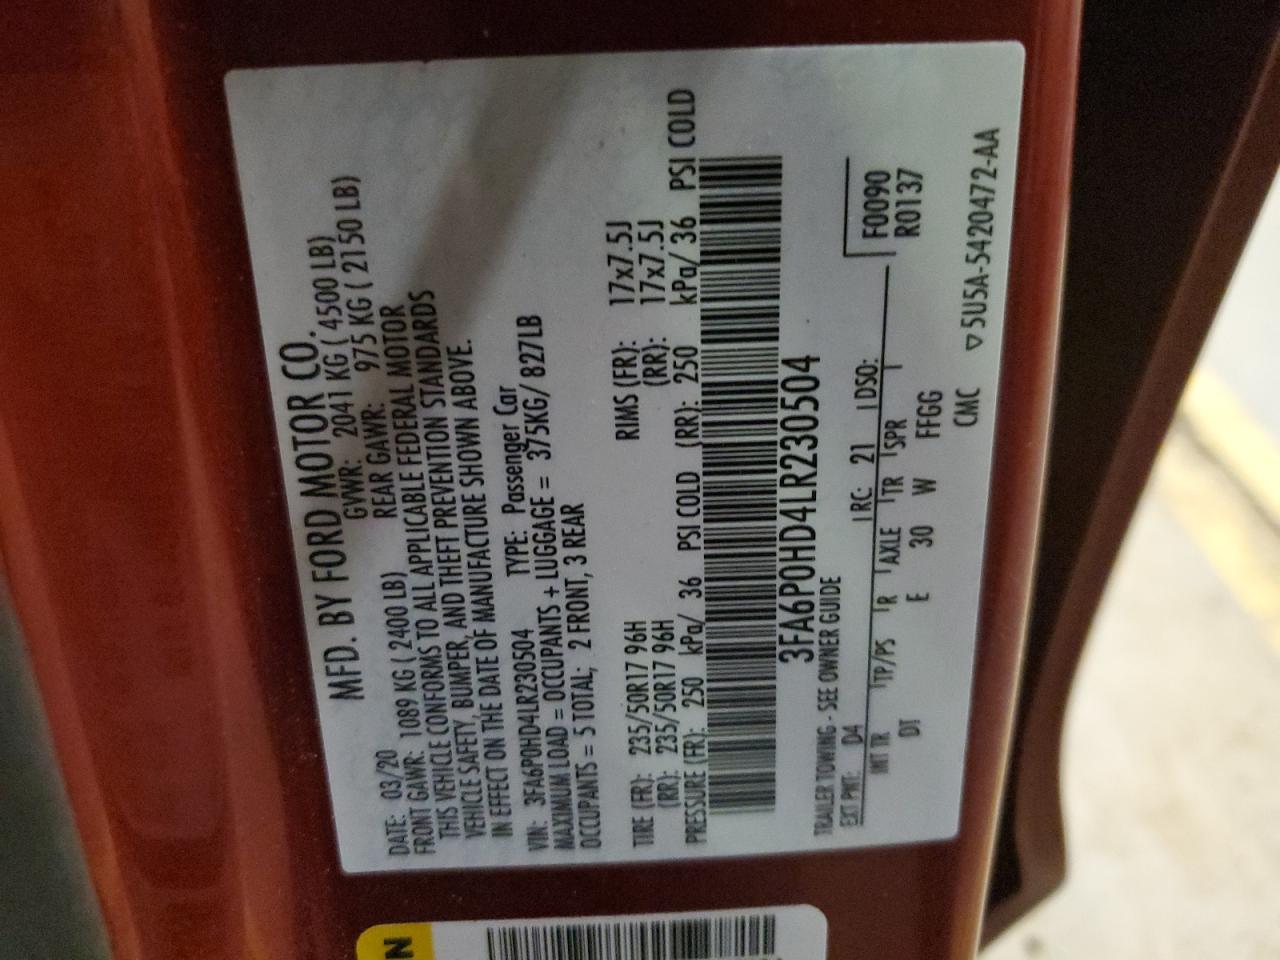 MFD. BY FORD MOTOR CO.
DATE: 03/20 GVWR: 2041 KG ( 4500 LB)
FRONT GAWR: 1089 KG ( 2400 LB) REAR GAWR: 975 KG ( 2150 LB)
THIS VEHICLE CONFORMS TO ALL APPLICABLE FEDERAL MOTOR
VEHICLE SAFETY, BUMPER, AND THEFT PREVENTION STANDARDS
IN EFFECT ON THE DATE OF MANUFACTURE SHOWN ABOVE.
VIN: 3FA6P0HD4LR230504 TYPE: Passenger Car
MAXIMUM LOAD = OCCUPANTS + LUGGAGE = 375KG/ 827LB
OCCUPANTS = 5 TOTAL; 2 FRONT, 3 REAR
TIRE (FR): 235/50R17 96H RIMS (FR): 17x7.5J
(RR): 235/50R17 96H (RR): 17x7.5J
PRESSURE (FR): 250 kPa/ 36 PSI COLD (RR): 250 kPa/ 36 PSI COLD
3FA6P0HD4LR230504
TRAILER TOWING - SEE OWNER GUIDE
EXT PNT: D4 RC: 21 DSO: F0090
INT TR TP/PS R AXLE TR SPR R0137
DT E 30 W FFGG
CMC ▽ 5U5A-5420472-AA
N